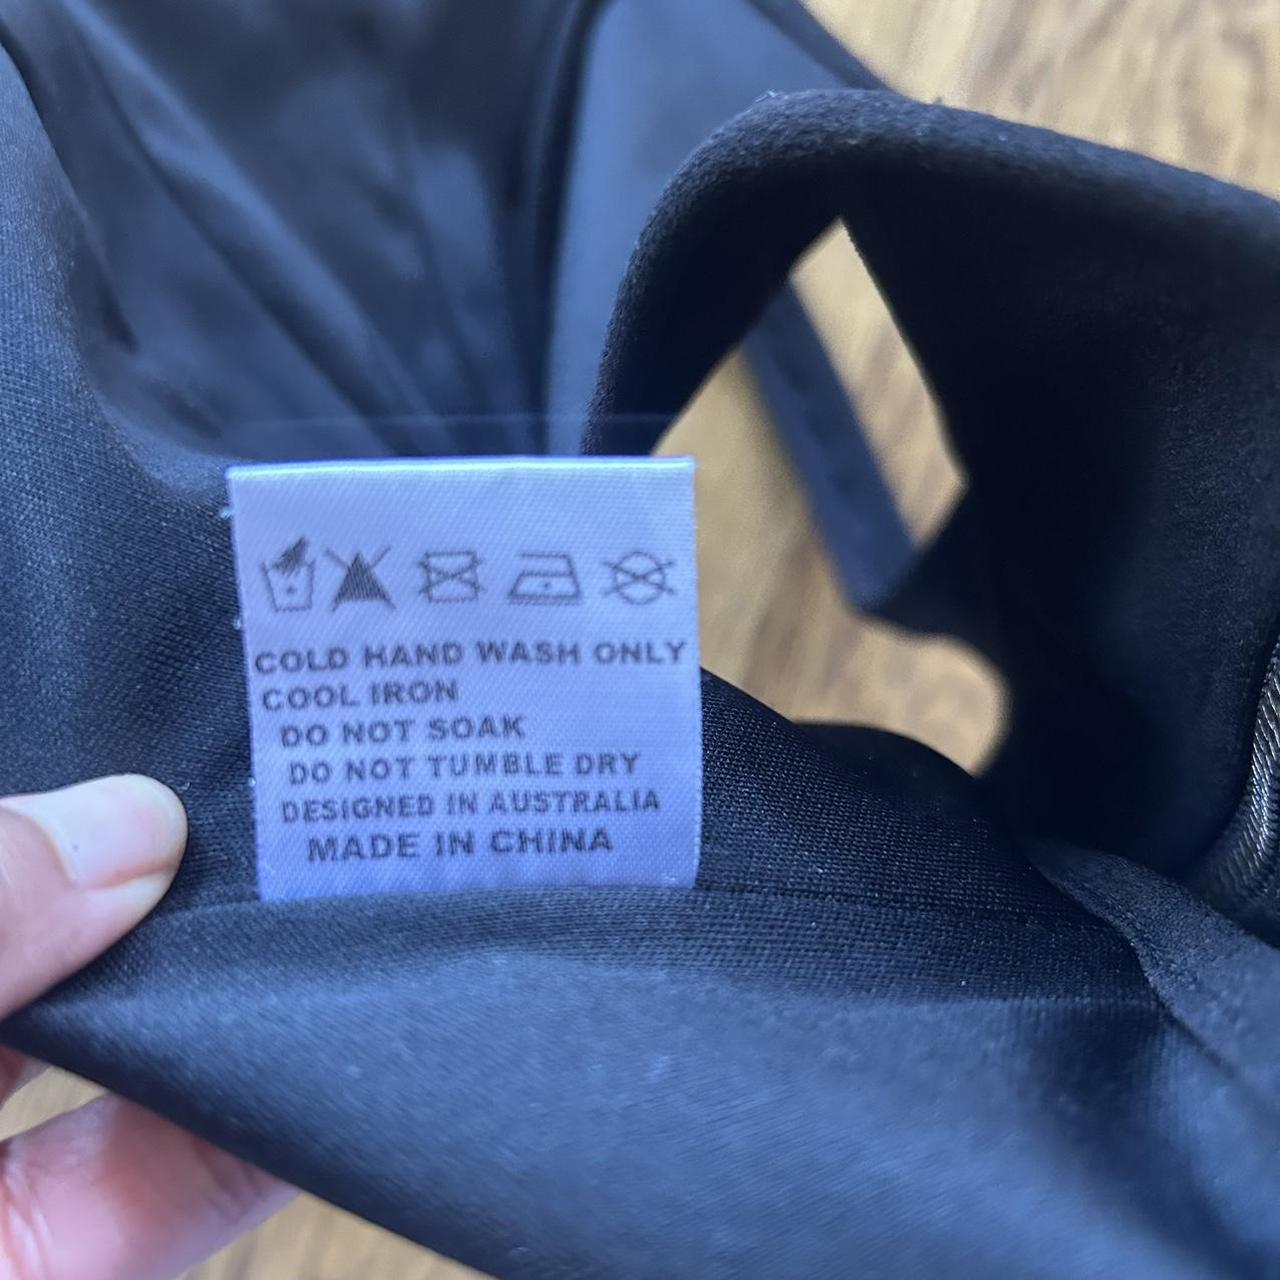 COLD HAND WASH ONLY
COOL IRON
DO NOT SOAK
DO NOT TUMBLE DRY
DESIGNED IN AUSTRALIA
MADE IN CHINA